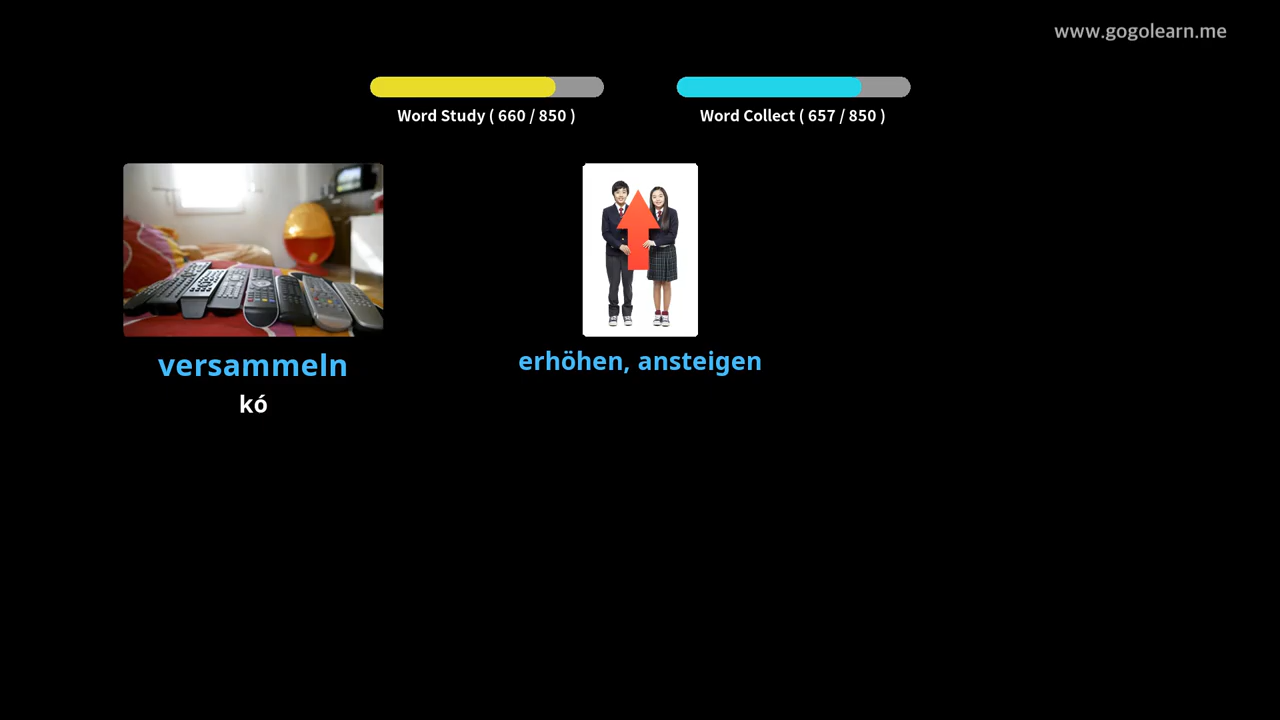 www.gogolearn.me
Word Study ( 660 / 850 )
Word Collect ( 657 / 850 )
versammeln
kó
erhöhen, ansteigen